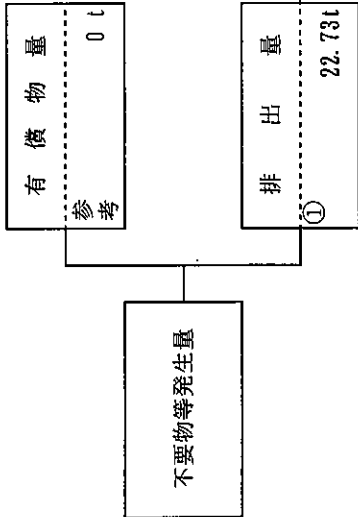 有償物量
参考
0 t
不要物等発生量
排出量
①
22.73t